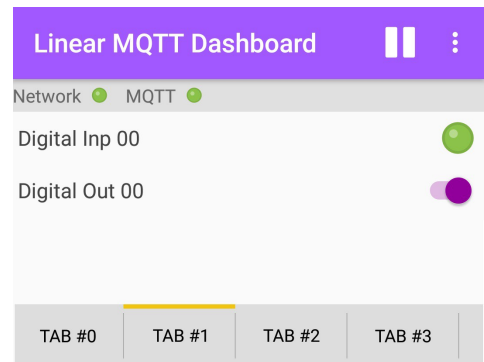 Linear MQTT Dashboard
Network MQTT
Digital Inp 00
Digital Out 00
TAB #0 TAB #1 TAB #2 TAB #3